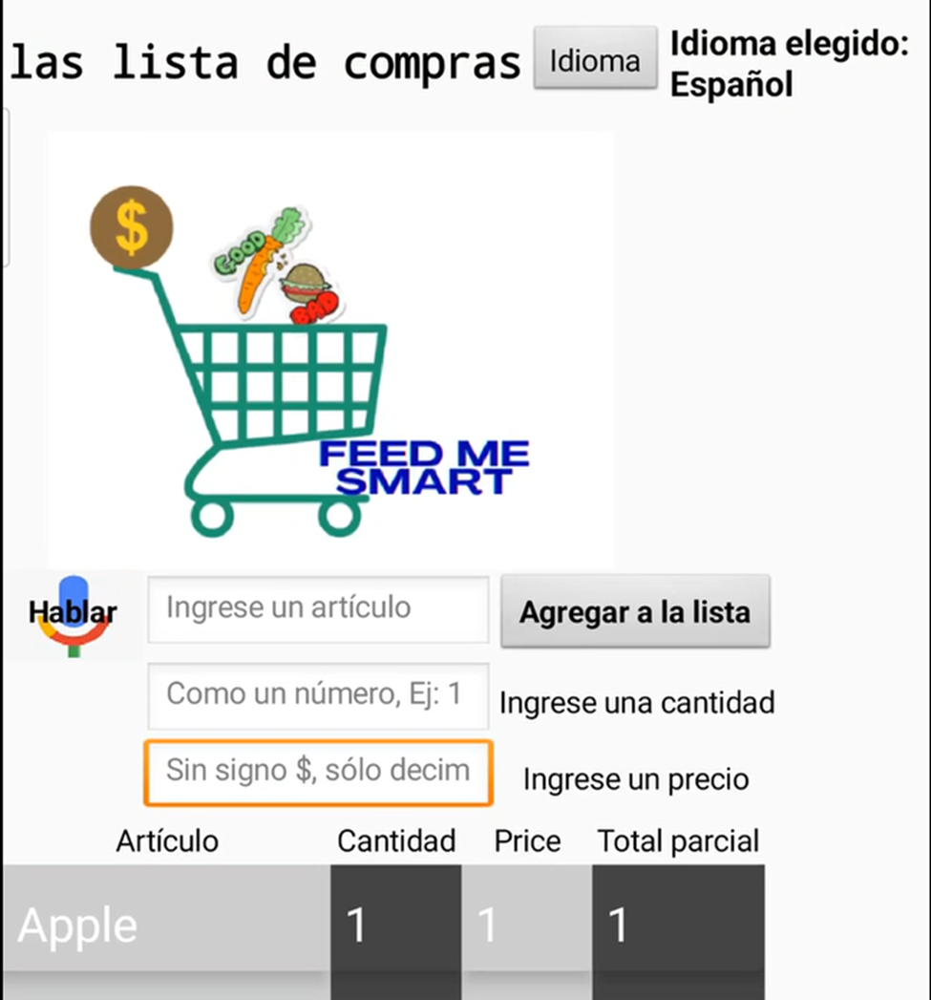 las lista de compras
Idioma
Idioma elegido:
Español
$
GOOD
BAD
FEED ME
SMART
Hablar
Ingrese un artículo
Agregar a la lista
Como un número, Ej: 1
Ingrese una cantidad
Sin signo $, sólo decim
Ingrese un precio
Artículo Cantidad Price Total parcial
Apple 1 1 1